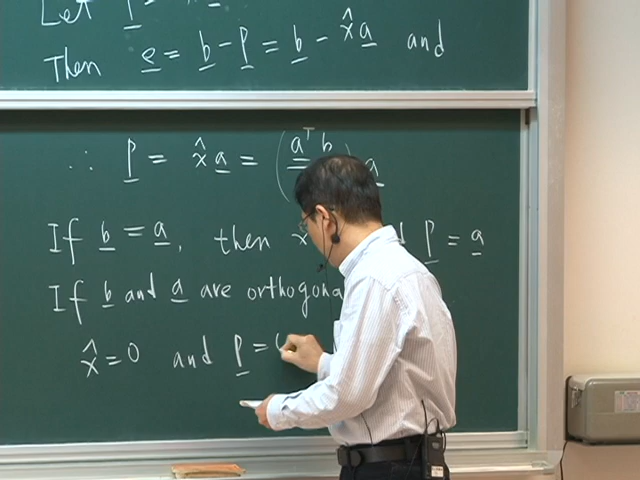 Let p =
Then e = b - p = b - x̂a and
∴ p = x̂a = (aᵀb a
If b = a, then x p = a
If b and a are orthogona
x̂ = 0 and p =